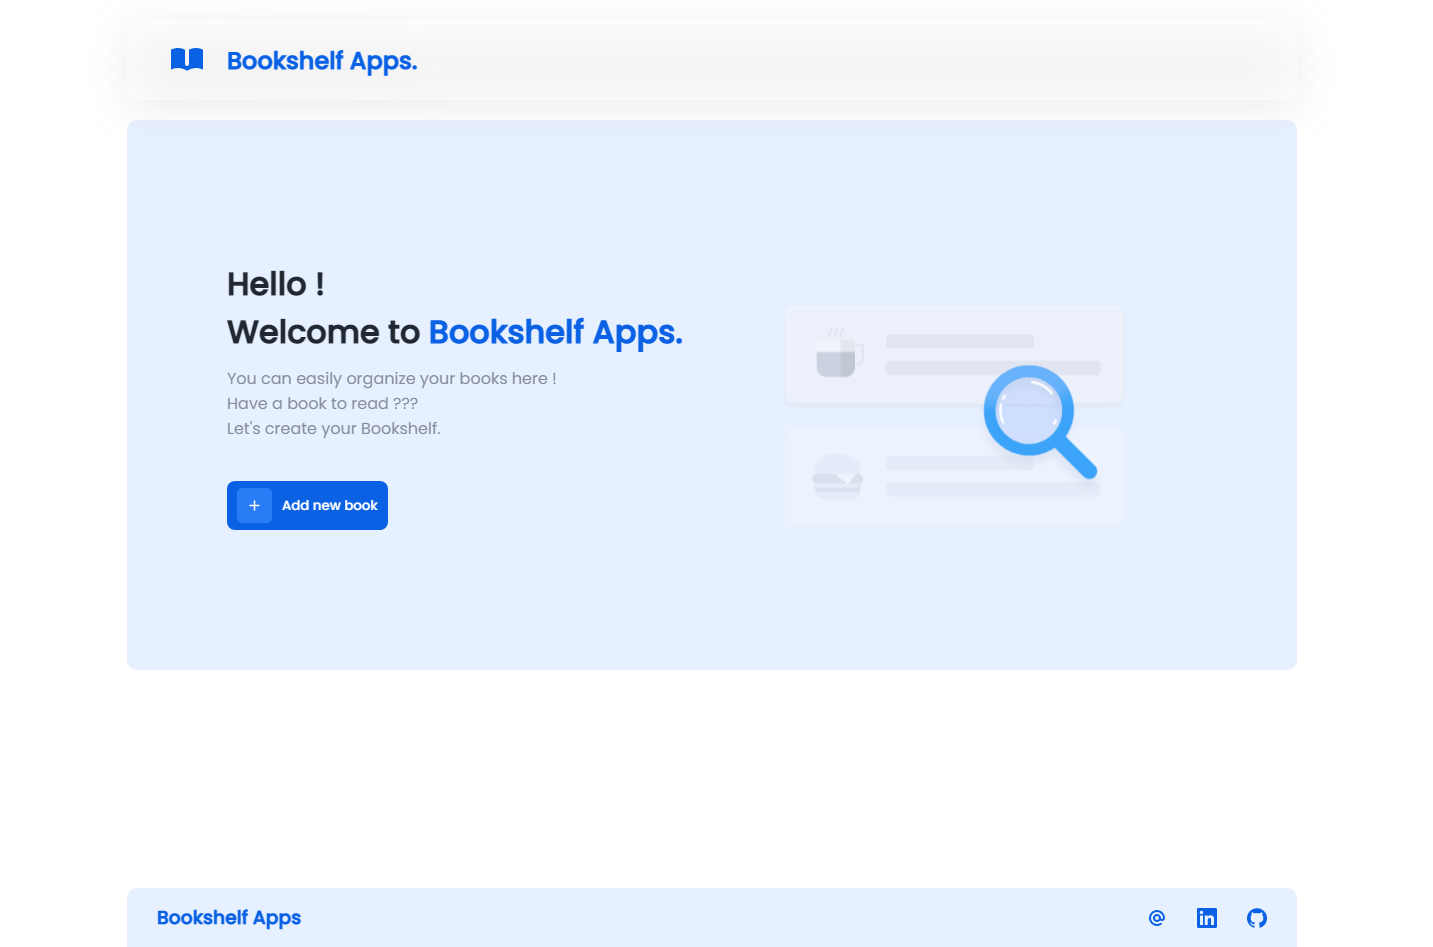 Bookshelf Apps.
Hello !
Welcome to Bookshelf Apps.
You can easily organize your books here !
Have a book to read ???
Let's create your Bookshelf.
+ Add new book
Bookshelf Apps